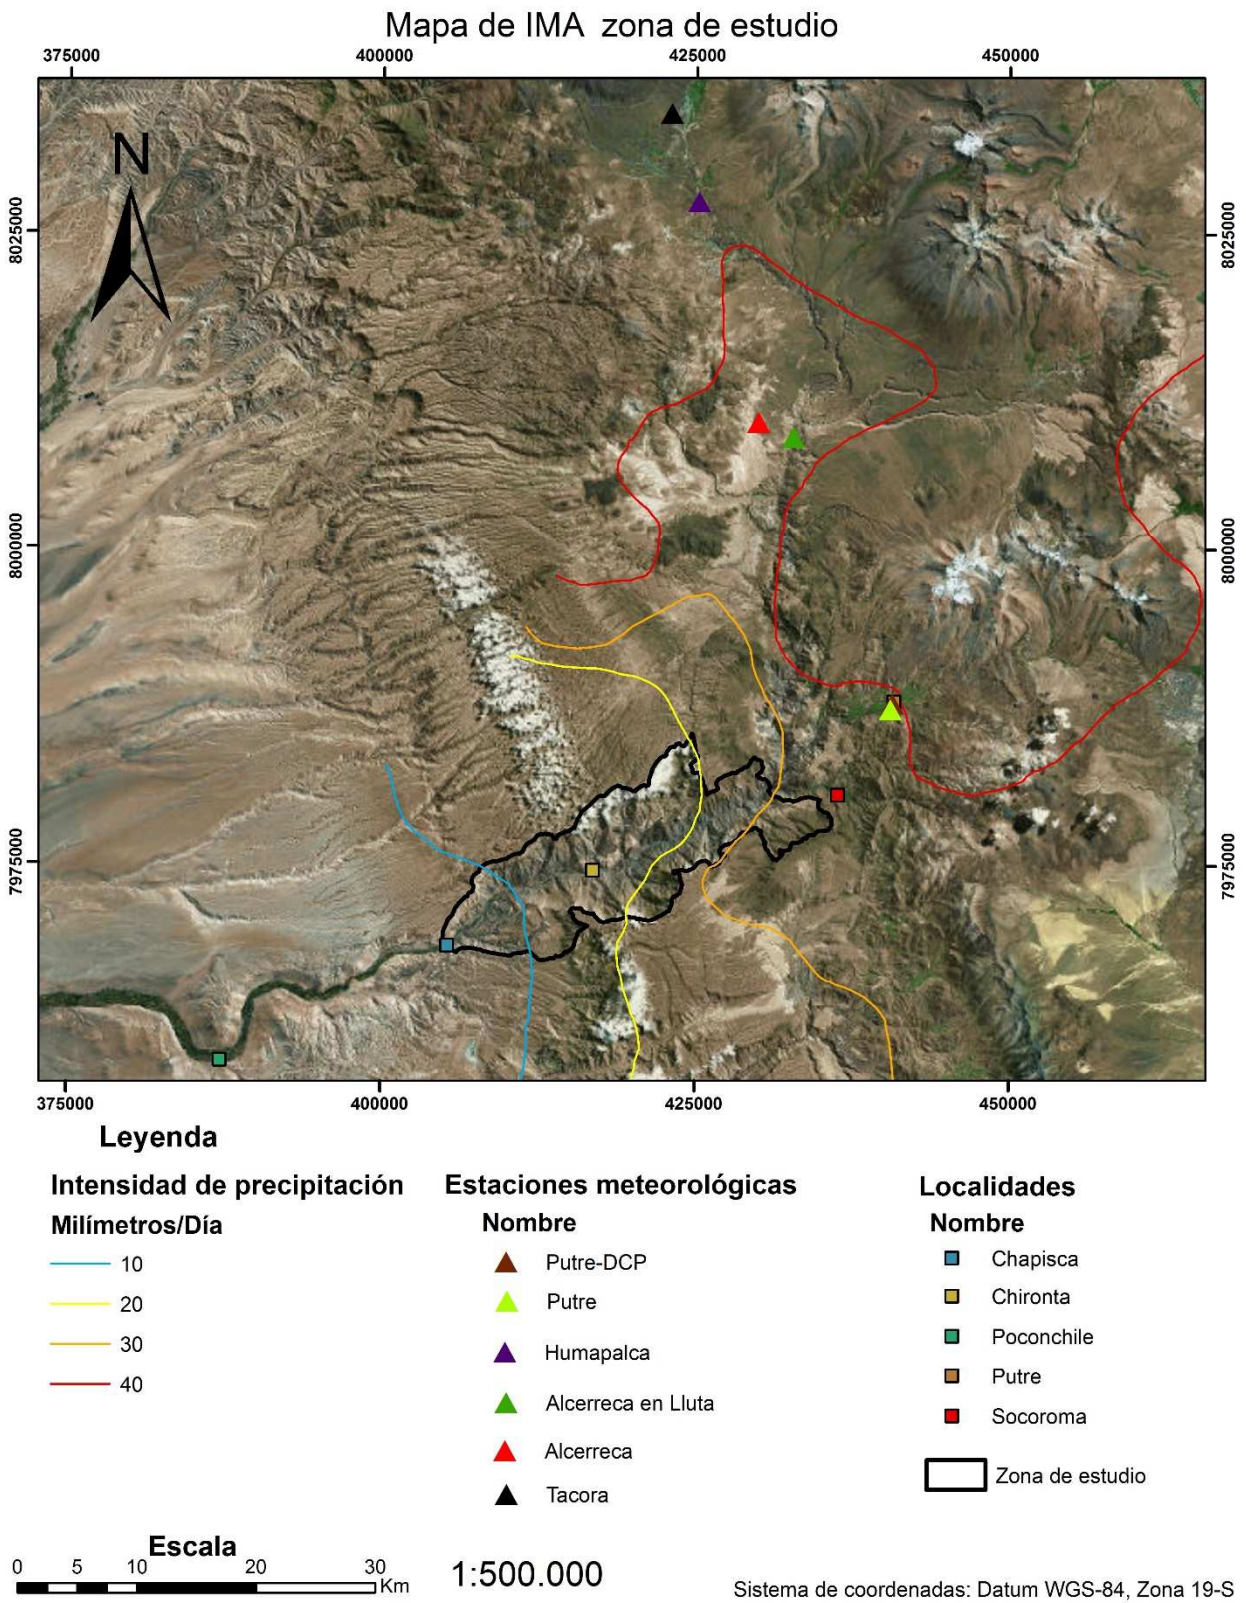 Mapa de IMA zona de estudio
375000 400000 425000 450000
N
8025000 8025000
8000000 8000000
7975000 7975000
375000 400000 425000 450000
Leyenda
Intensidad de precipitación
Milímetros/Día
10
20
30
40
Estaciones meteorológicas
Nombre
Putre-DCP
Putre
Humapalca
Alcerreca en Lluta
Alcerreca
Tacora
Localidades
Nombre
Chapisca
Chironta
Poconchile
Putre
Socoroma
Zona de estudio
Escala
0 5 10 20 30
Km
1:500.000
Sistema de coordenadas: Datum WGS-84, Zona 19-S